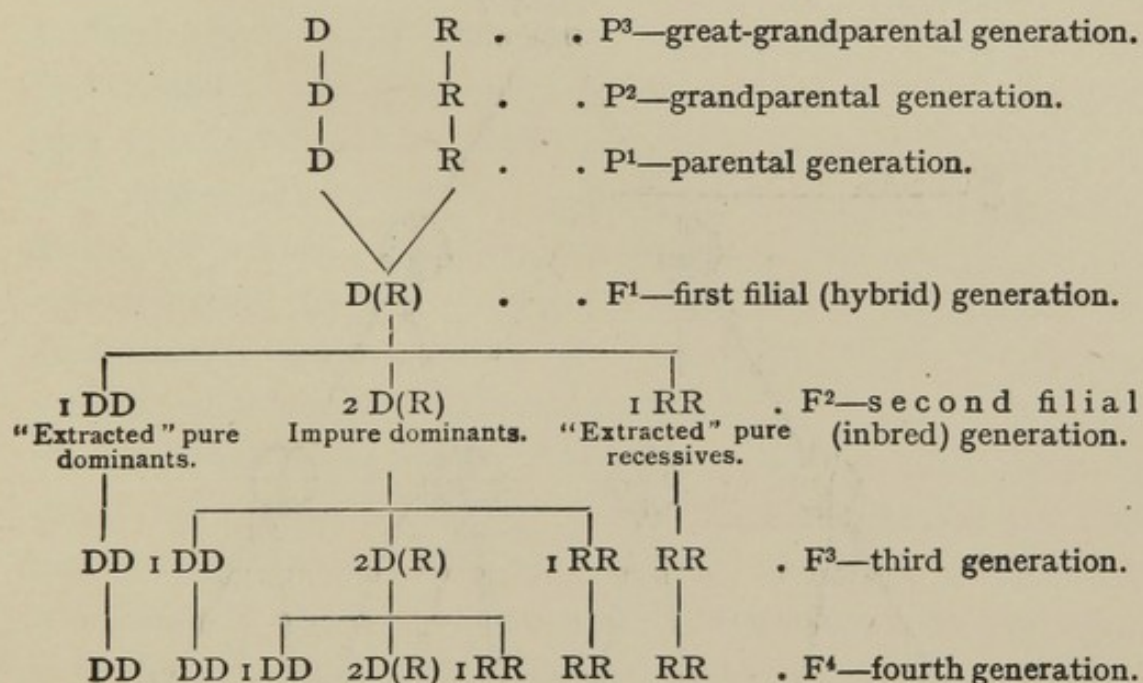 D R . . P³—great-grandparental generation.
D R . . P²—grandparental generation.
D R . . P¹—parental generation.
D(R) . . F¹—first filial (hybrid) generation.
1 DD 2 D(R) 1 RR . F²—second filial
"Extracted" pure Impure dominants. "Extracted" pure (inbred) generation.
dominants. recessives.
DD 1 DD 2D(R) 1 RR RR . F³—third generation.
DD DD 1 DD 2D(R) 1 RR RR RR . F⁴—fourth generation.